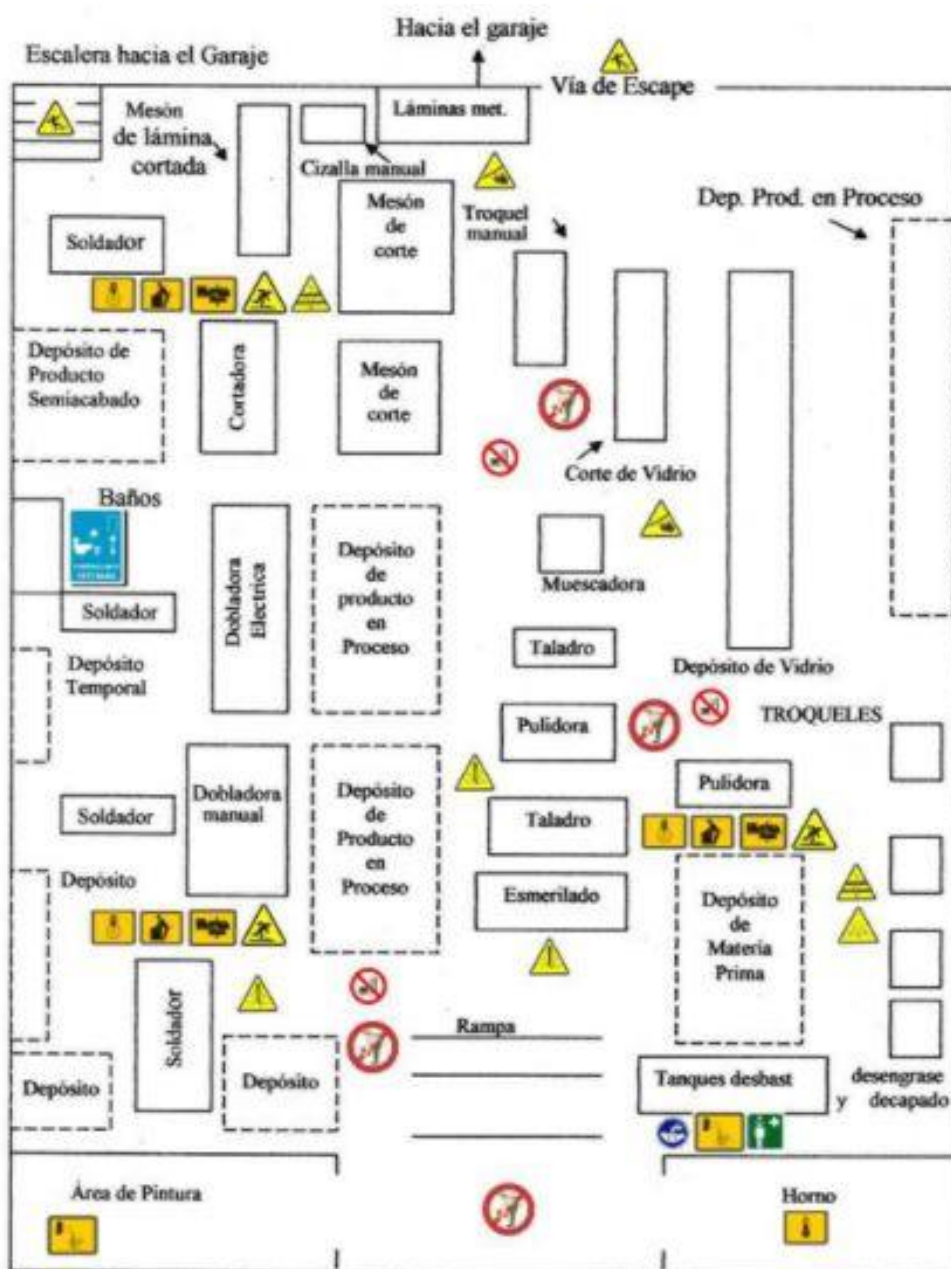 Hacia el garaje
Escalera hacia el Garaje
Vía de Escape
Mesón
de lámina
cortada
Láminas met.
Cizalla manual
Mesón
de
corte
Troquel
manual
Dep. Prod. en Proceso
Soldador
Depósito de
Producto
Semiacabado
Cortadora
Mesón
de
corte
Corte de Vidrio
Baños
Dobladora
Electrica
Depósito
de
producto
en
Proceso
Muescadora
Soldador
Taladro
Depósito
Temporal
Depósito de Vidrio
Pulidora
TROQUELES
Soldador
Dobladora
manual
Depósito
de
Producto
en
Proceso
Pulidora
Taladro
Depósito
Esmerilado
Depósito
de
Materia
Prima
Soldador
Rampa
Depósito
Depósito
Tanques desbast
desengrase
y decapado
Área de Pintura
Horno